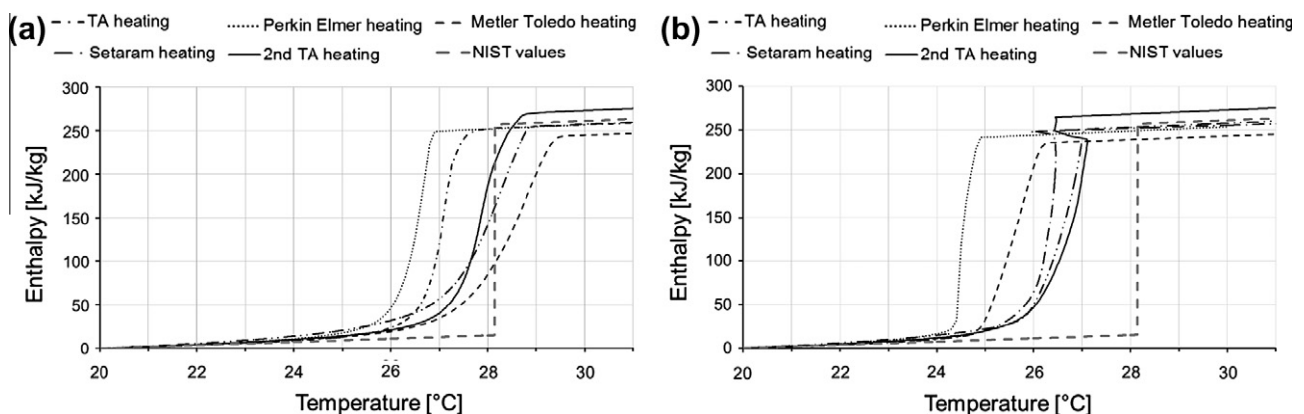 (a)
TA heating
Perkin Elmer heating
Metler Toledo heating
Setaram heating
2nd TA heating
NIST values
300
250
200
150
100
50
0
Enthalpy [kJ/kg]
20
22
24
26
28
30
Temperature [°C]
(b)
TA heating
Perkin Elmer heating
Metler Toledo heating
Setaram heating
2nd TA heating
NIST values
300
250
200
150
100
50
0
Enthalpy [kJ/kg]
20
22
24
26
28
30
Temperature [°C]